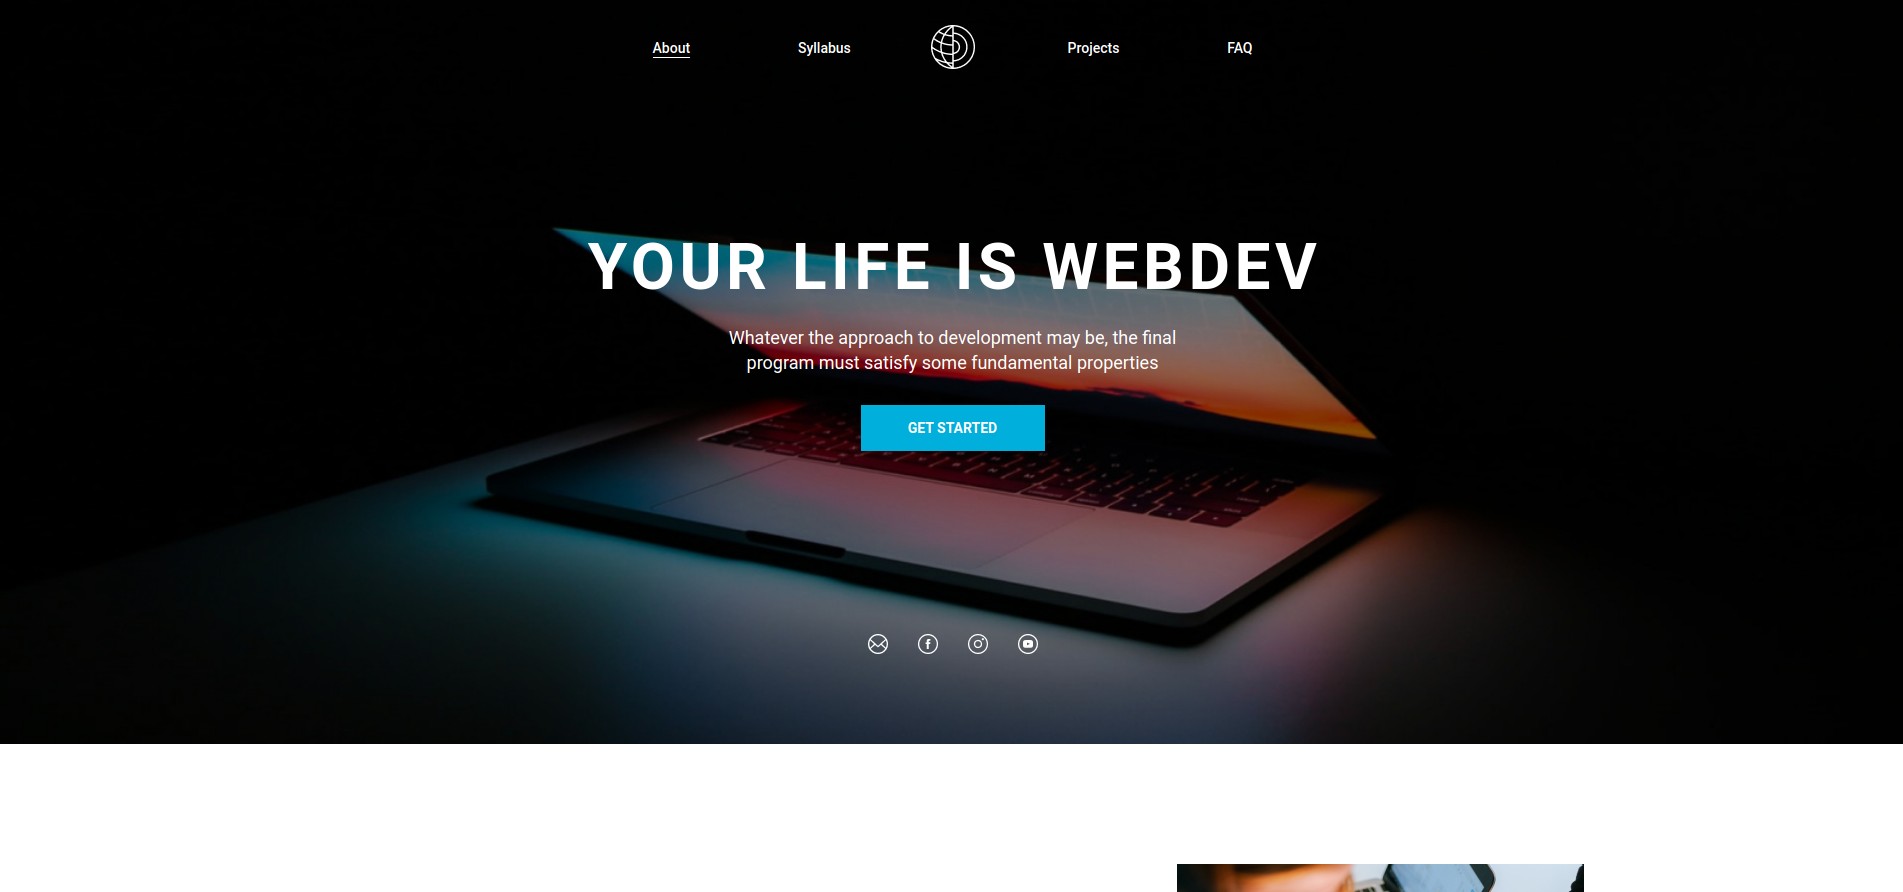 About
Syllabus
Projects
FAQ
YOUR LIFE IS WEBDEV
Whatever the approach to development may be, the final
program must satisfy some fundamental properties
GET STARTED